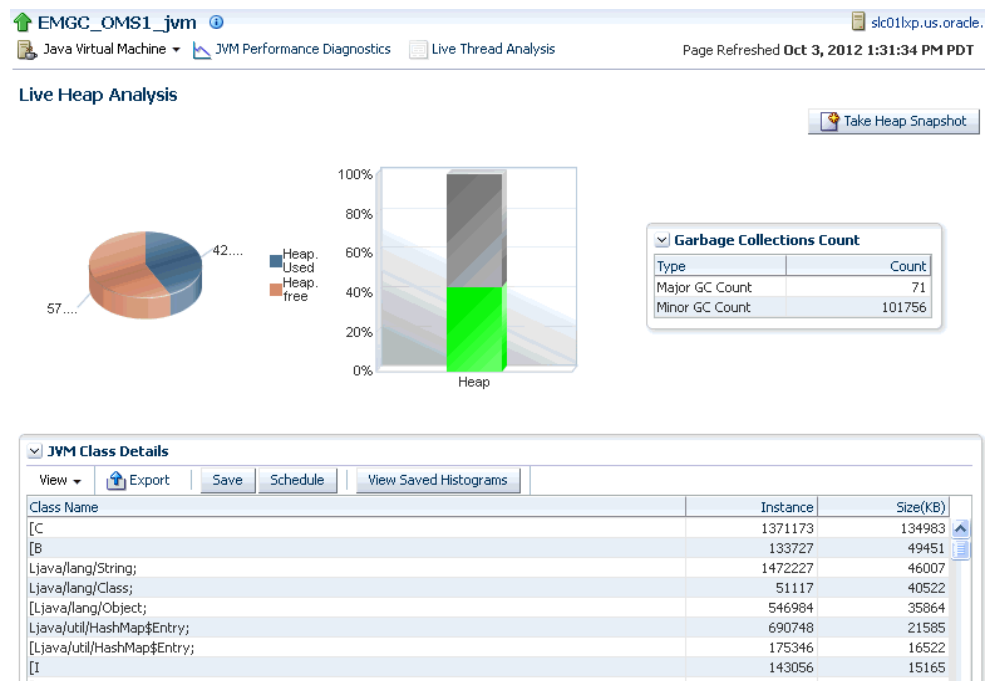 EMGC_OMS1_jvm
slc01lxp.us.oracle.
Java Virtual Machine JVM Performance Diagnostics Live Thread Analysis Page Refreshed Oct 3, 2012 1:31:34 PM PDT
Live Heap Analysis
Take Heap Snapshot
100%
80%
60%
40%
20%
0%
Heap
42....
57....
Heap.
Used
Heap.
free
Garbage Collections Count
Type Count
Major GC Count 71
Minor GC Count 101756
JVM Class Details
View Export Save Schedule View Saved Histograms
Class Name Instance Size(KB)
[C 1371173 134983
[B 133727 49451
Ljava/lang/String; 1472227 46007
Ljava/lang/Class; 51117 40522
[Ljava/lang/Object; 546984 35864
Ljava/util/HashMap$Entry; 690748 21585
[Ljava/util/HashMap$Entry; 175346 16522
[I 143056 15165